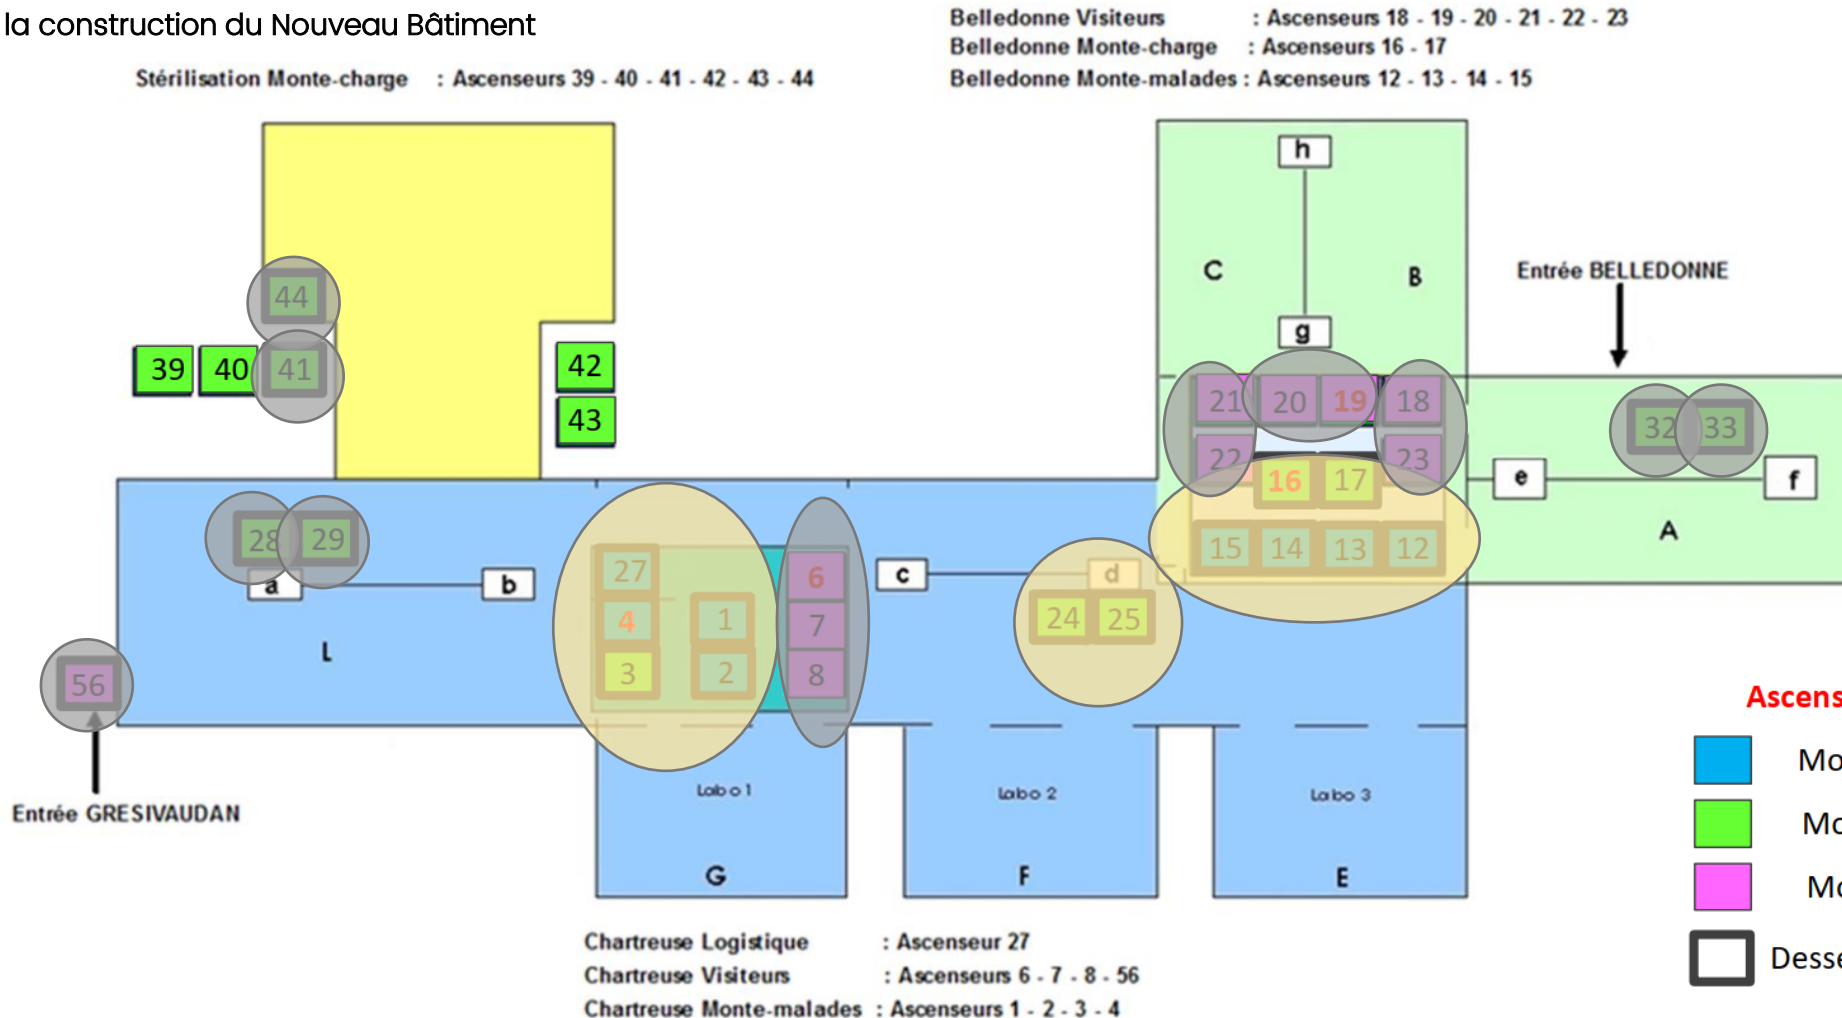 la construction du Nouveau Bâtiment
Belledonne Visiteurs : Ascenseurs 18 - 19 - 20 - 21 - 22 - 23
Belledonne Monte-charge : Ascenseurs 16 - 17
Belledonne Monte-malades : Ascenseurs 12 - 13 - 14 - 15
Stérilisation Monte-charge : Ascenseurs 39 - 40 - 41 - 42 - 43 - 44
h
C
B
Entrée BELLEDONNE
g
44
39 40 41
42
43
21 20 19 18
22 23
16 17
15 14 13 12
32 33
e
f
A
28 29
a
b
L
27
4
3
1
2
6
7
8
c
d
24 25
56
Entrée GRESIVAUDAN
Labo 1
Labo 2
Labo 3
G
F
E
Ascens
Mo
Mo
Mo
Desse
Chartreuse Logistique : Ascenseur 27
Chartreuse Visiteurs : Ascenseurs 6 - 7 - 8 - 56
Chartreuse Monte-malades : Ascenseurs 1 - 2 - 3 - 4